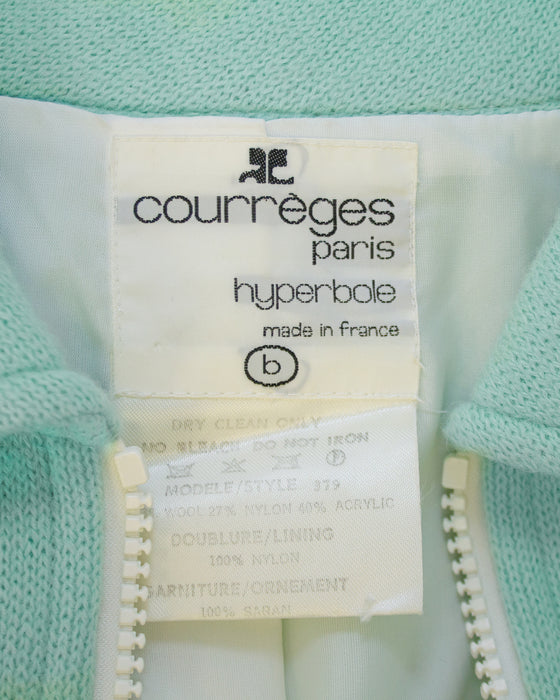 courrèges
paris
hyperbole
made in france
b
DRY CLEAN ONLY
NO BLEACH DO NOT IRON
P
MODELE/STYLE 379
WOOL 27% NYLON 40% ACRYLIC
DOUBLURE/LINING
100% NYLON
GARNITURE/ORNEMENT
100% SARAN